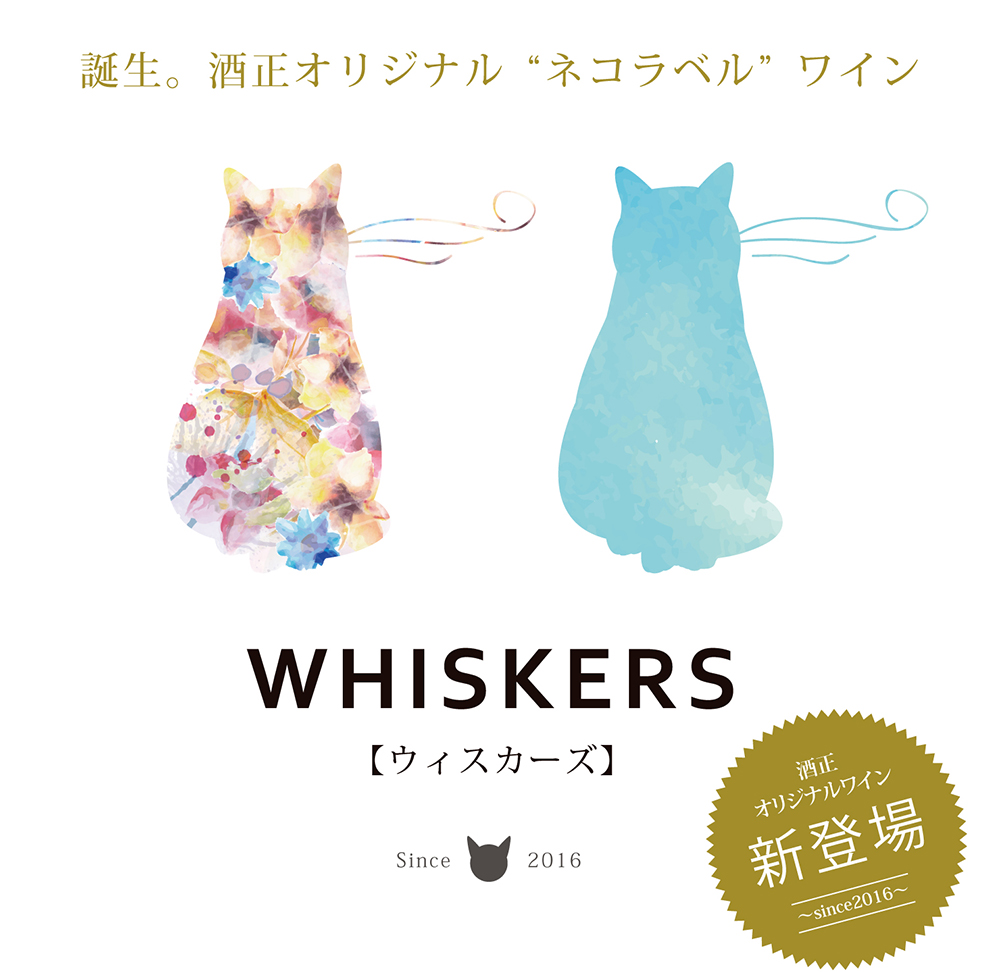 誕生。酒正オリジナル “ネコラベル” ワイン
WHISKERS
【ウィスカーズ】
Since 2016
酒正
オリジナルワイン
新登場
〜since2016〜